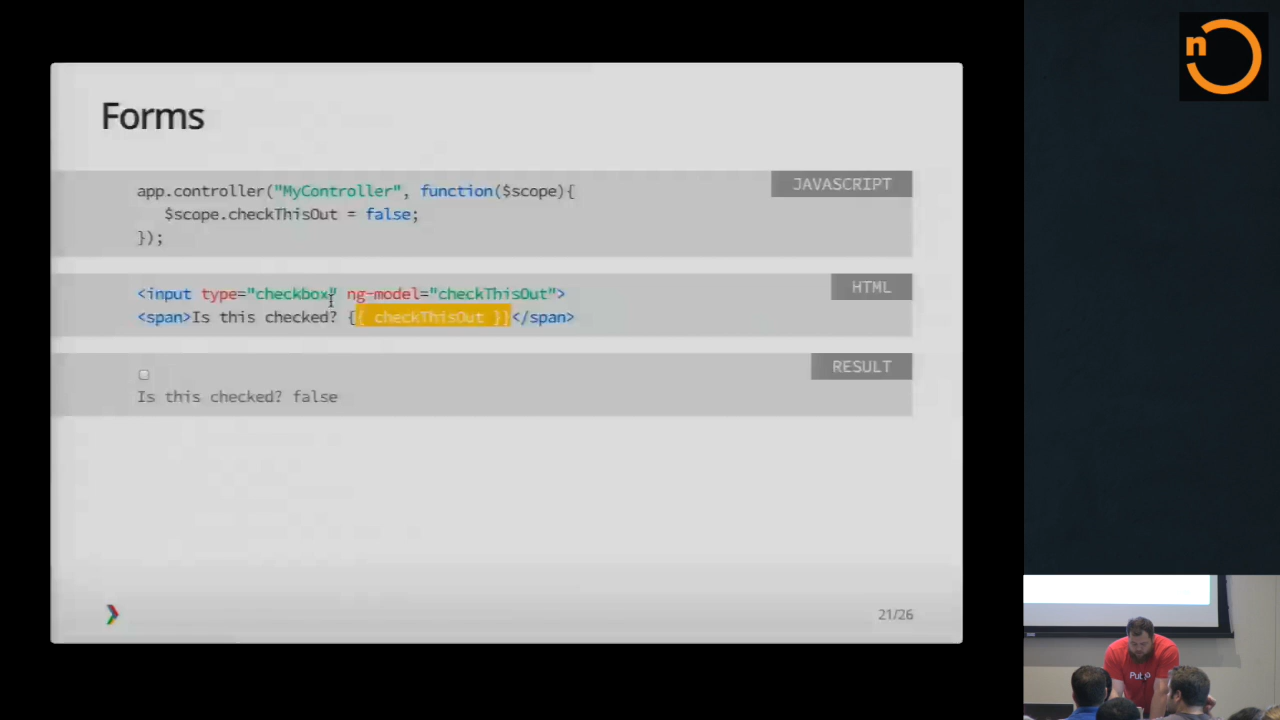 n
Forms
JAVASCRIPT
app.controller("MyController", function($scope){
$scope.checkThisOut = false;
});
HTML
<input type="checkbox" ng-model="checkThisOut">
<span>Is this checked? {{ checkThisOut }}</span>
RESULT
Is this checked? false
21/26